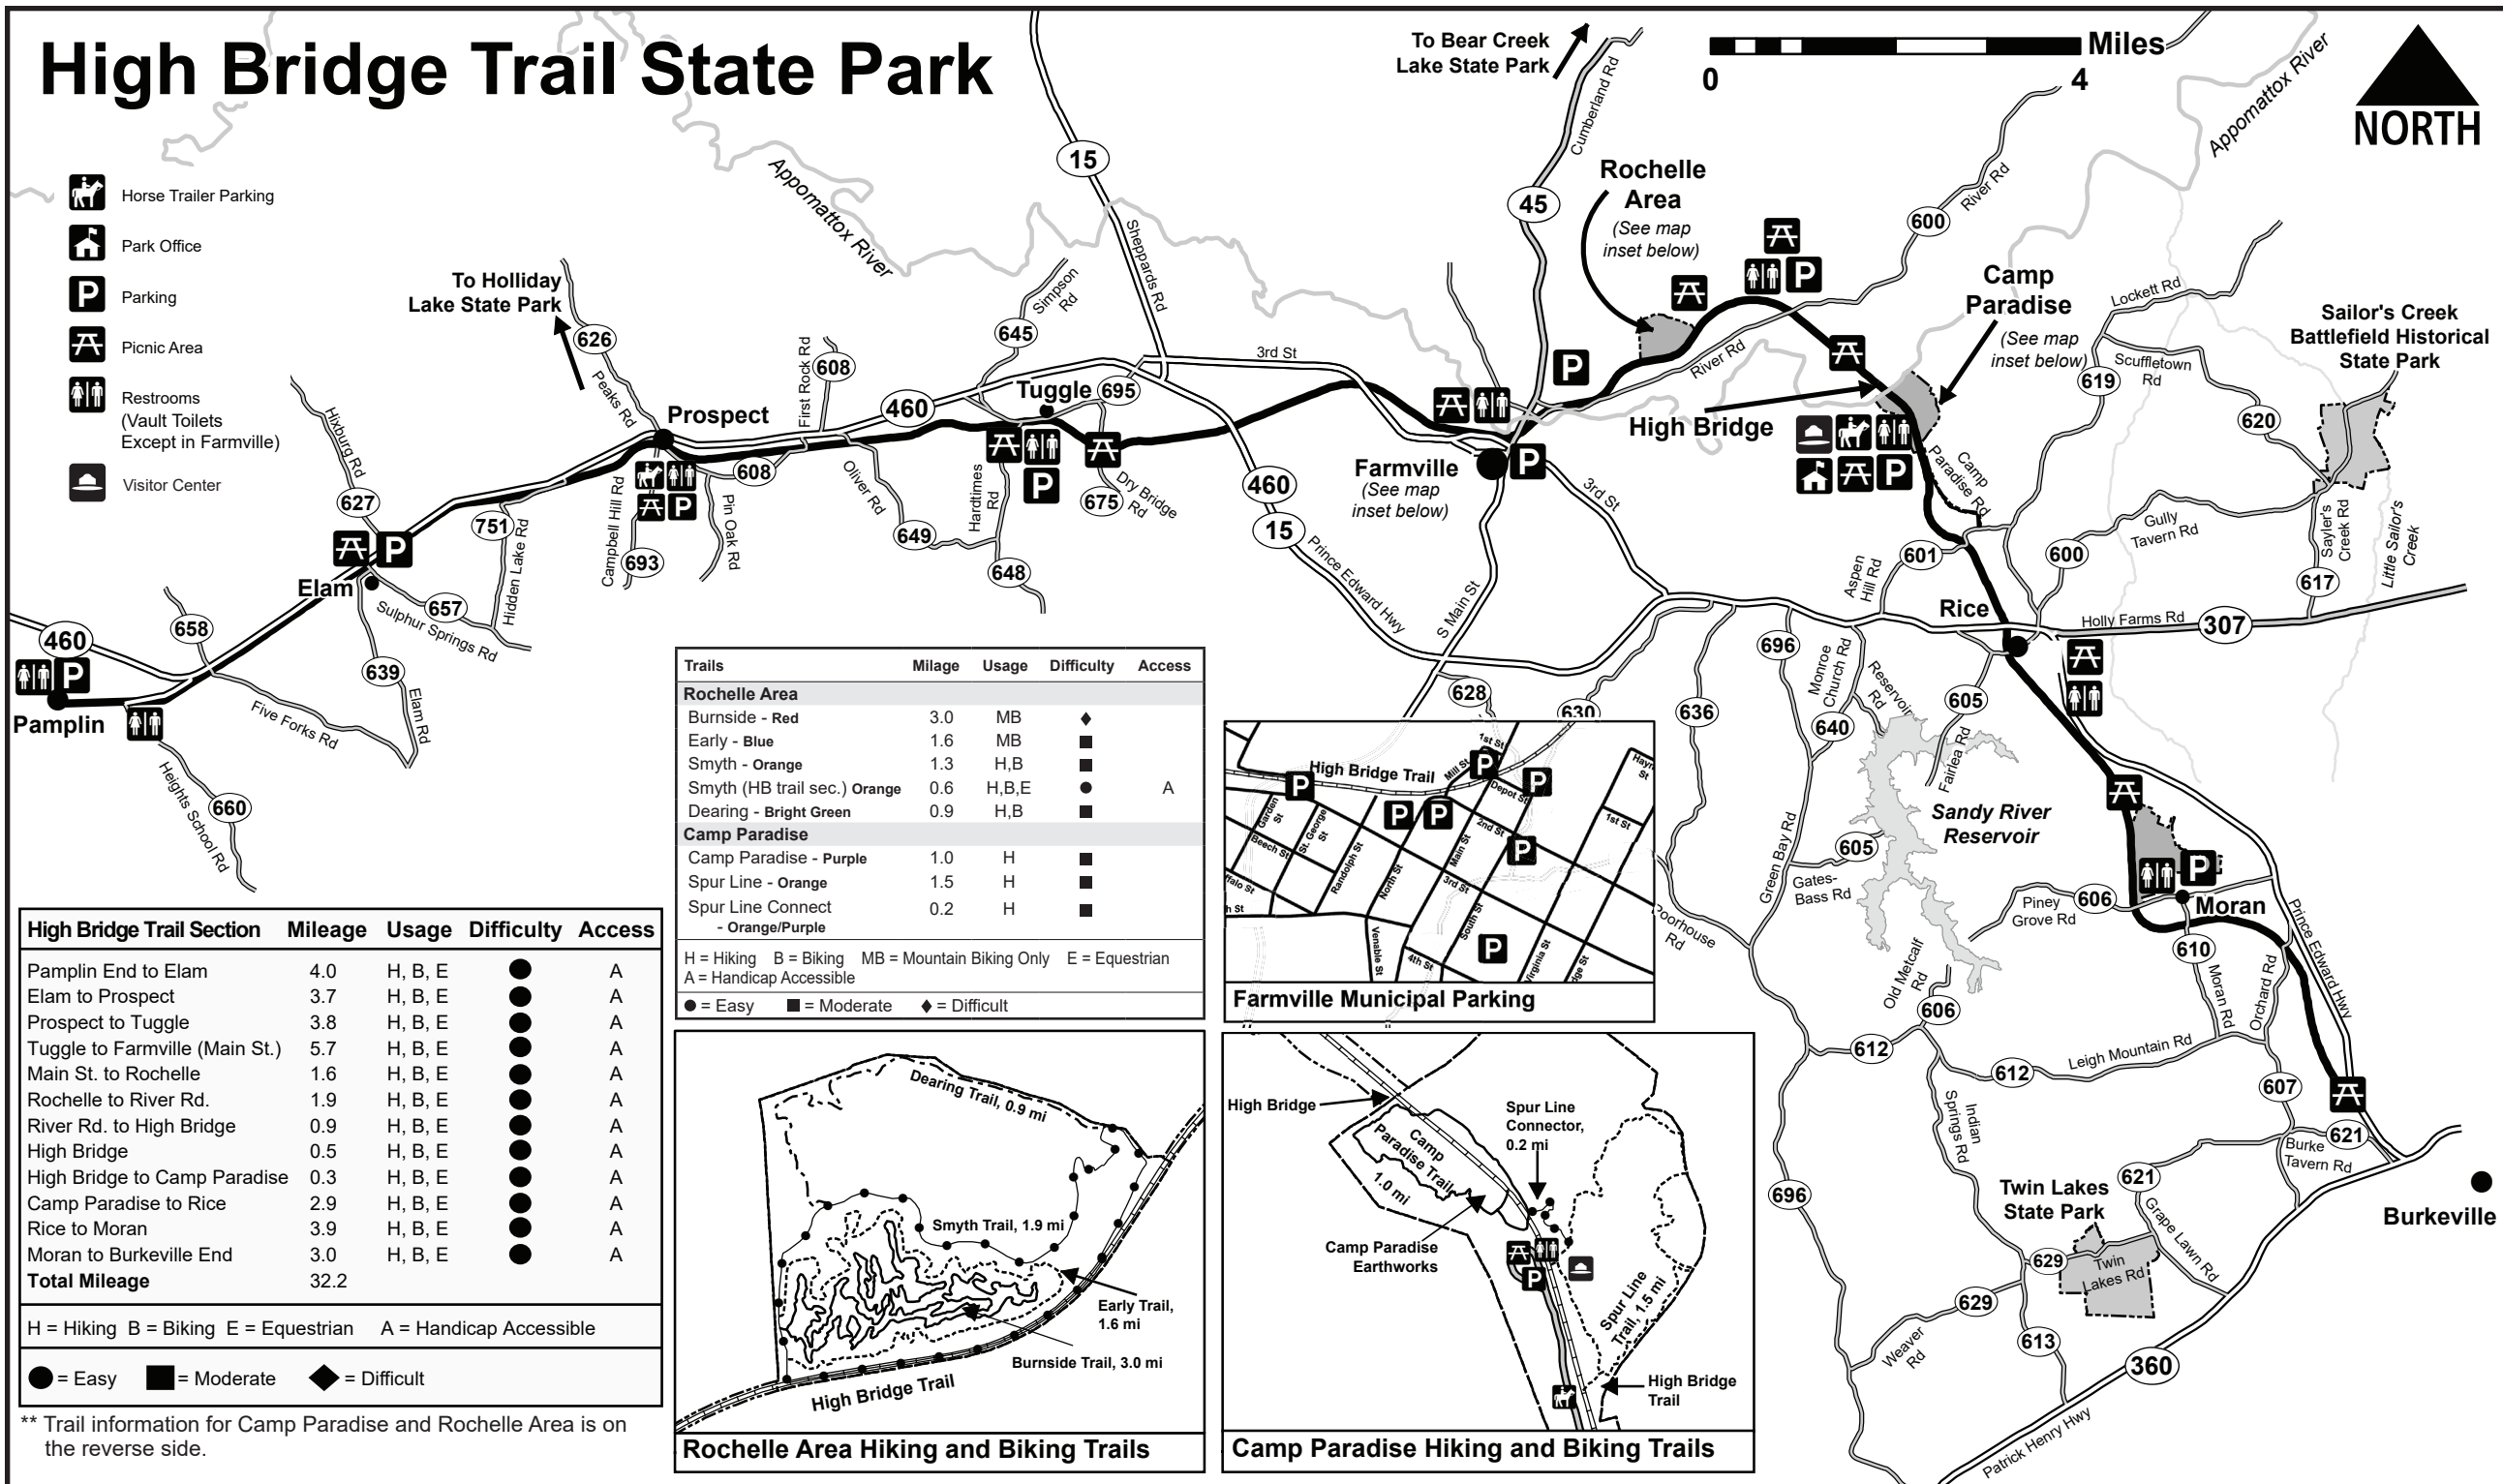 High Bridge Trail State Park
To Bear Creek
Lake State Park
Miles
0
4
NORTH
Horse Trailer Parking
Park Office
P
Parking
Picnic Area
Restrooms
(Vault Toilets
Except in Farmville)
Visitor Center
Appomattox River
Appomattox River
15
Sheppards Rd
45
Cumberland Rd
Rochelle
Area
(See map
inset below)
P
600
River Rd
River Rd
Camp
Paradise
(See map
inset below)
Lockett Rd
Scuffletown
Rd
619
620
Sailor's Creek
Battlefield Historical
State Park
To Holliday
Lake State Park
626
Peaks Rd
Prospect
First Rock Rd
608
460
645
Simpson
Rd
Tuggle
695
3rd St
P
High Bridge
Farmville
(See map
inset below)
P
P
Camp
Paradise Rd
Hixburg Rd
627
P
Elam
751
Hidden Lake Rd
657
Sulphur Springs Rd
P
Campbell Hill Rd
693
Pin Oak Rd
608
Oliver Rd
649
Hardtimes
Rd
648
P
675
Dry Bridge
Rd
460
15
Prince Edward Hwy
3rd St
S Main St
601
Aspen
Hill Rd
600
Gully
Tavern Rd
Sayler's
Creek Rd
Little Sailor's
Creek
617
Rice
Holly Farms Rd
307
460
P
Pamplin
658
639
Elam Rd
Five Forks Rd
Heights School Rd
660
628
630
636
696
Monroe
Church Rd
640
Reservoir
Rd
605
Fairlea Rd
Sandy River
Reservoir
Green Bay Rd
605
Gates-
Bass Rd
Poorhouse
Rd
Piney
Grove Rd
606
P
Moran
610
Moran Rd
Orchard Rd
Prince Edward Hwy
Old Metcalf
Rd
606
612
612
Leigh Mountain Rd
607
621
Burke
Tavern Rd
Indian
Springs Rd
621
Grape Lawn Rd
Twin Lakes
State Park
Twin
Lakes Rd
629
629
Weaver
Rd
613
696
360
Patrick Henry Hwy
Burkeville
Trails Milage Usage Difficulty Access
Rochelle Area
Burnside - Red 3.0 MB
Early - Blue 1.6 MB
Smyth - Orange 1.3 H,B
Smyth (HB trail sec.) Orange 0.6 H,B,E A
Dearing - Bright Green 0.9 H,B
Camp Paradise
Camp Paradise - Purple 1.0 H
Spur Line - Orange 1.5 H
Spur Line Connect 0.2 H
- Orange/Purple
H = Hiking B = Biking MB = Mountain Biking Only E = Equestrian
A = Handicap Accessible
= Easy = Moderate = Difficult
High Bridge Trail Section Mileage Usage Difficulty Access
Pamplin End to Elam 4.0 H, B, E A
Elam to Prospect 3.7 H, B, E A
Prospect to Tuggle 3.8 H, B, E A
Tuggle to Farmville (Main St.) 5.7 H, B, E A
Main St. to Rochelle 1.6 H, B, E A
Rochelle to River Rd. 1.9 H, B, E A
River Rd. to High Bridge 0.9 H, B, E A
High Bridge 0.5 H, B, E A
High Bridge to Camp Paradise 0.3 H, B, E A
Camp Paradise to Rice 2.9 H, B, E A
Rice to Moran 3.9 H, B, E A
Moran to Burkeville End 3.0 H, B, E A
Total Mileage 32.2
H = Hiking B = Biking E = Equestrian A = Handicap Accessible
= Easy = Moderate = Difficult
** Trail information for Camp Paradise and Rochelle Area is on
the reverse side.
High Bridge Trail
1st St
Mill St
P
P
P
P
P
P
P
Depot St
2nd St
Garden
St
St. George
St
Beech St
Randolph St
North St
Main St
3rd St
South St
4th St
Venable St
Virginia St
1st St
ffalo St
h St
dge St
Hayn
St
Farmville Municipal Parking
Dearing Trail, 0.9 mi
Smyth Trail, 1.9 mi
Early Trail,
1.6 mi
Burnside Trail, 3.0 mi
High Bridge Trail
Rochelle Area Hiking and Biking Trails
High Bridge
Spur Line
Connector,
0.2 mi
Camp
Paradise Trail,
1.0 mi
Camp Paradise
Earthworks
P
Spur Line
Trail, 1.5 mi
High Bridge
Trail
Camp Paradise Hiking and Biking Trails